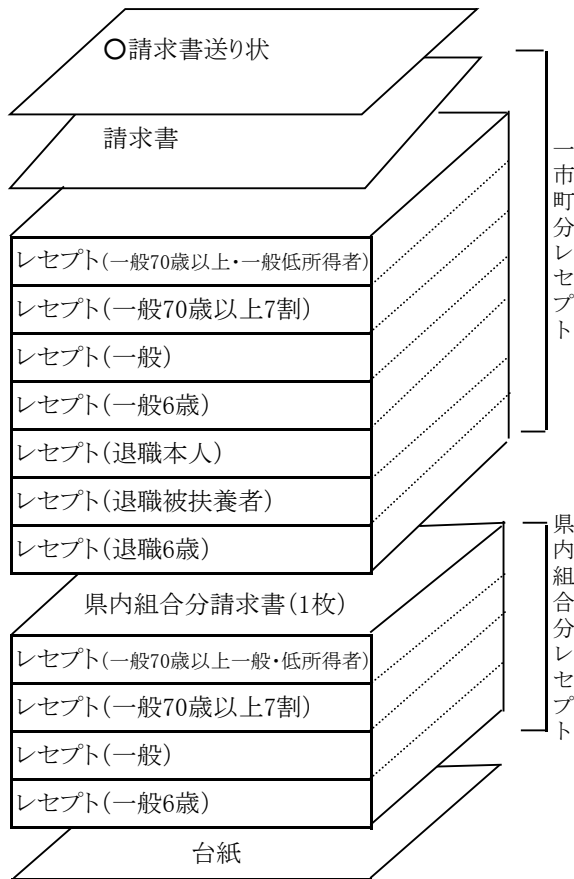 〇請求書送り状
請求書
レセプト(一般70歳以上・一般低所得者)
レセプト(一般70歳以上7割)
レセプト(一般)
レセプト(一般6歳)
レセプト(退職本人)
レセプト(退職被扶養者)
レセプト(退職6歳)
一市町分レセプト
県内組合分請求書(1枚)
レセプト(一般70歳以上一般・低所得者)
レセプト(一般70歳以上7割)
レセプト(一般)
レセプト(一般6歳)
県内組合分レセプト
台紙